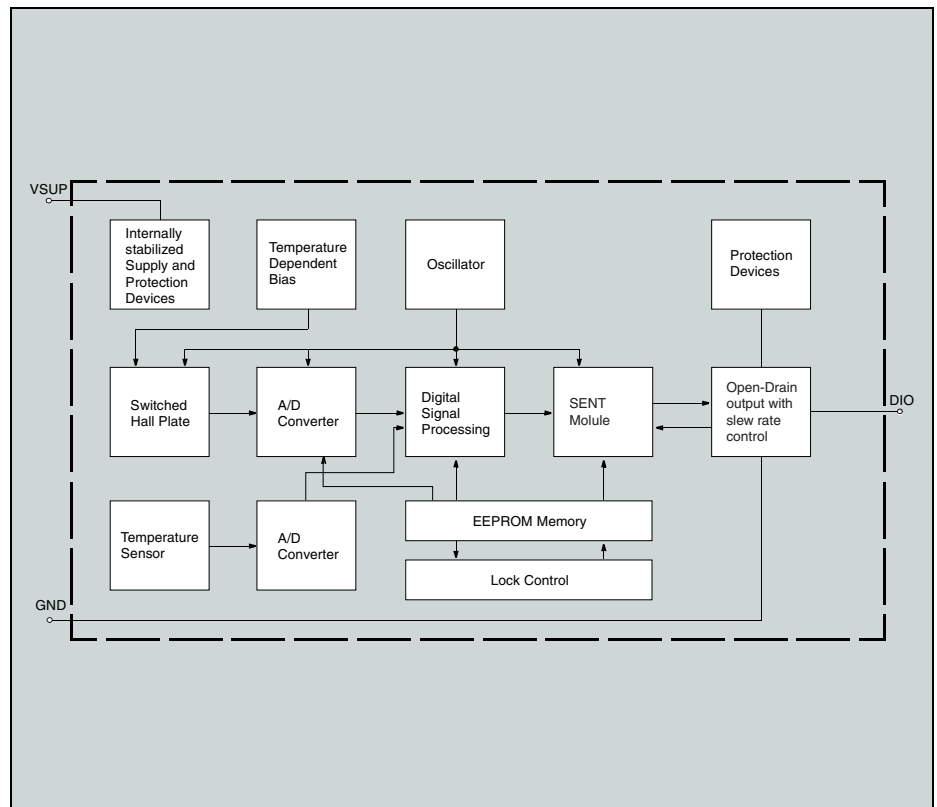 VSUP
Internally
stabilized
Supply and
Protection
Devices
Temperature
Dependent
Bias
Oscillator
Protection
Devices
Switched
Hall Plate
A/D
Converter
Digital
Signal
Processing
SENT
Molule
Open-Drain
output with
slew rate
control
DIO
Temperature
Sensor
A/D
Converter
EEPROM Memory
Lock Control
GND